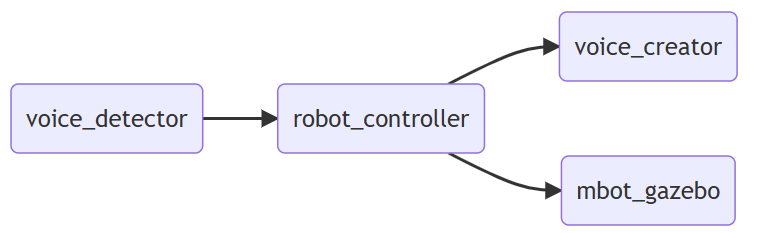 voice_detector
robot_controller
voice_creator
mbot_gazebo